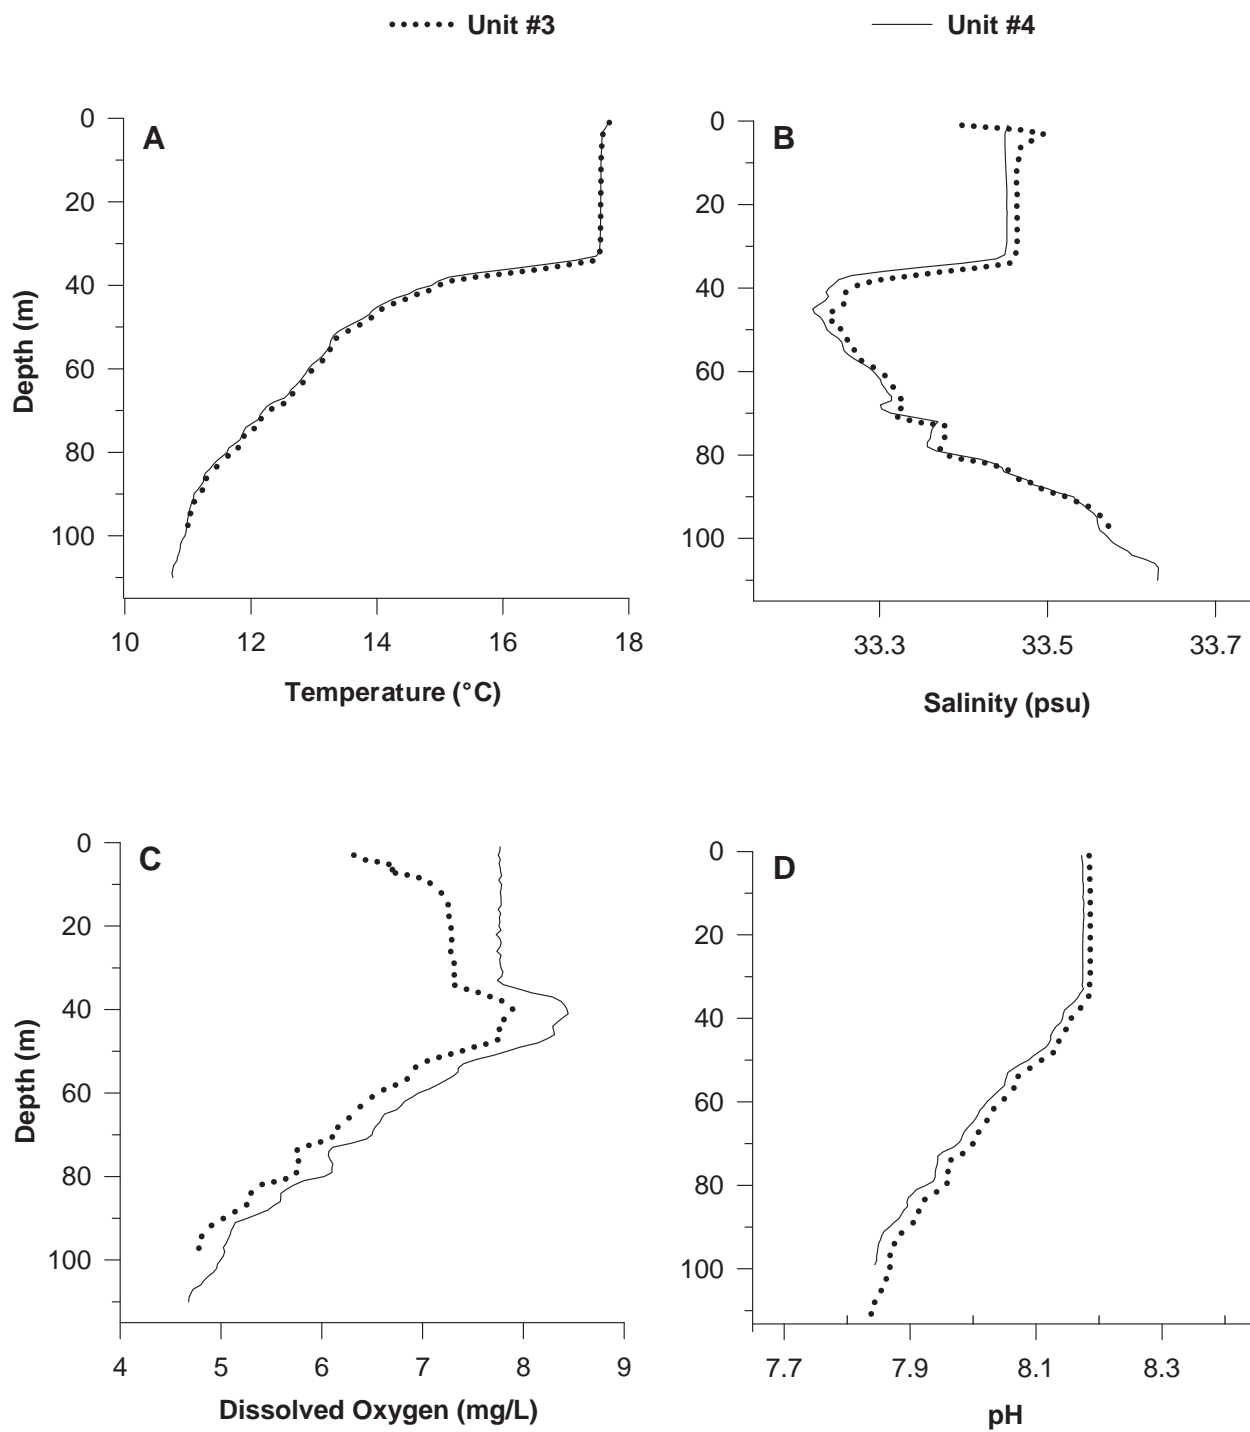 Unit #3 Unit #4
A
0
20
40
60
80
100
Depth (m)
10 12 14 16 18
Temperature (°C)
B
0
20
40
60
80
100
33.3 33.5 33.7
Salinity (psu)
C
0
20
40
60
80
100
Depth (m)
4 5 6 7 8 9
Dissolved Oxygen (mg/L)
D
0
20
40
60
80
100
7.7 7.9 8.1 8.3
pH